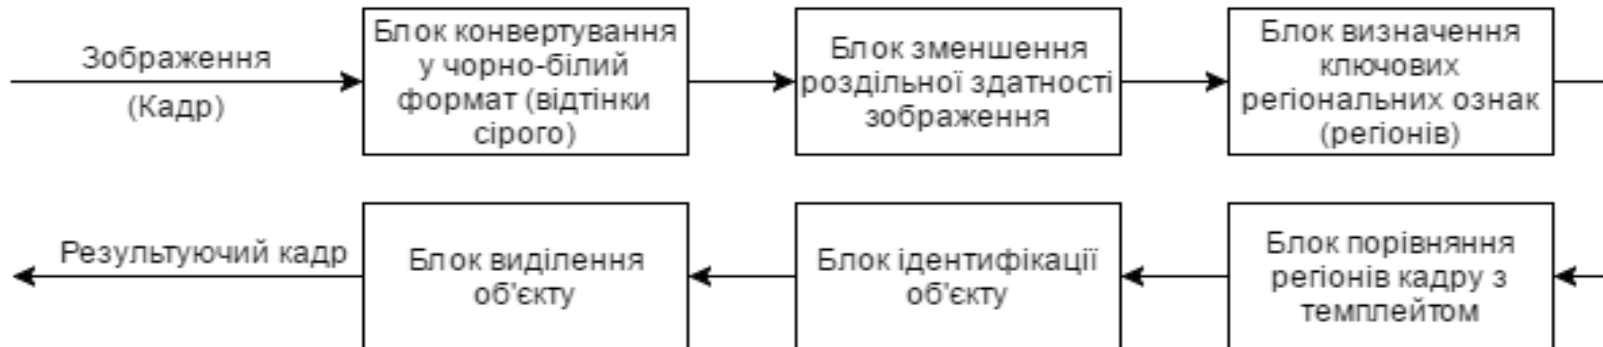 Зображення
(Кадр)
Блок конвертування
у чорно-білий
формат (відтінки
сірого)
Блок зменшення
роздільної здатності
зображення
Блок визначення
ключових
регіональних ознак
(регіонів)
Блок порівняння
регіонів кадру з
темплейтом
Блок ідентифікації
об'єкту
Блок виділення
об'єкту
Результуючий кадр